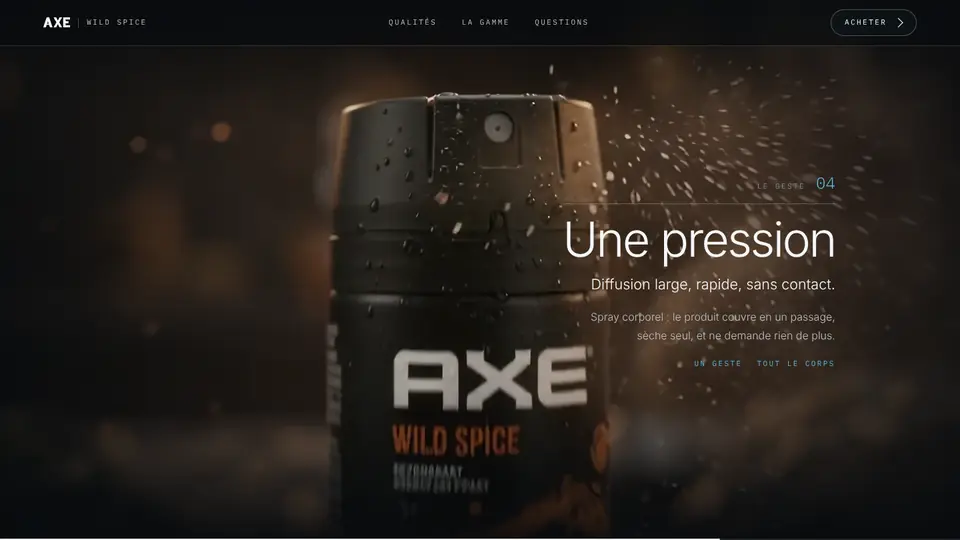 AXE | WILD SPICE
QUALITÉS
LA GAMME
QUESTIONS
ACHETER
LE GESTE 04
Une pression
Diffusion large, rapide, sans contact.
Spray corporel : le produit couvre en un passage,
sèche seul, et ne demande rien de plus.
UN GESTE TOUT LE CORPS
AXE
WILD SPICE